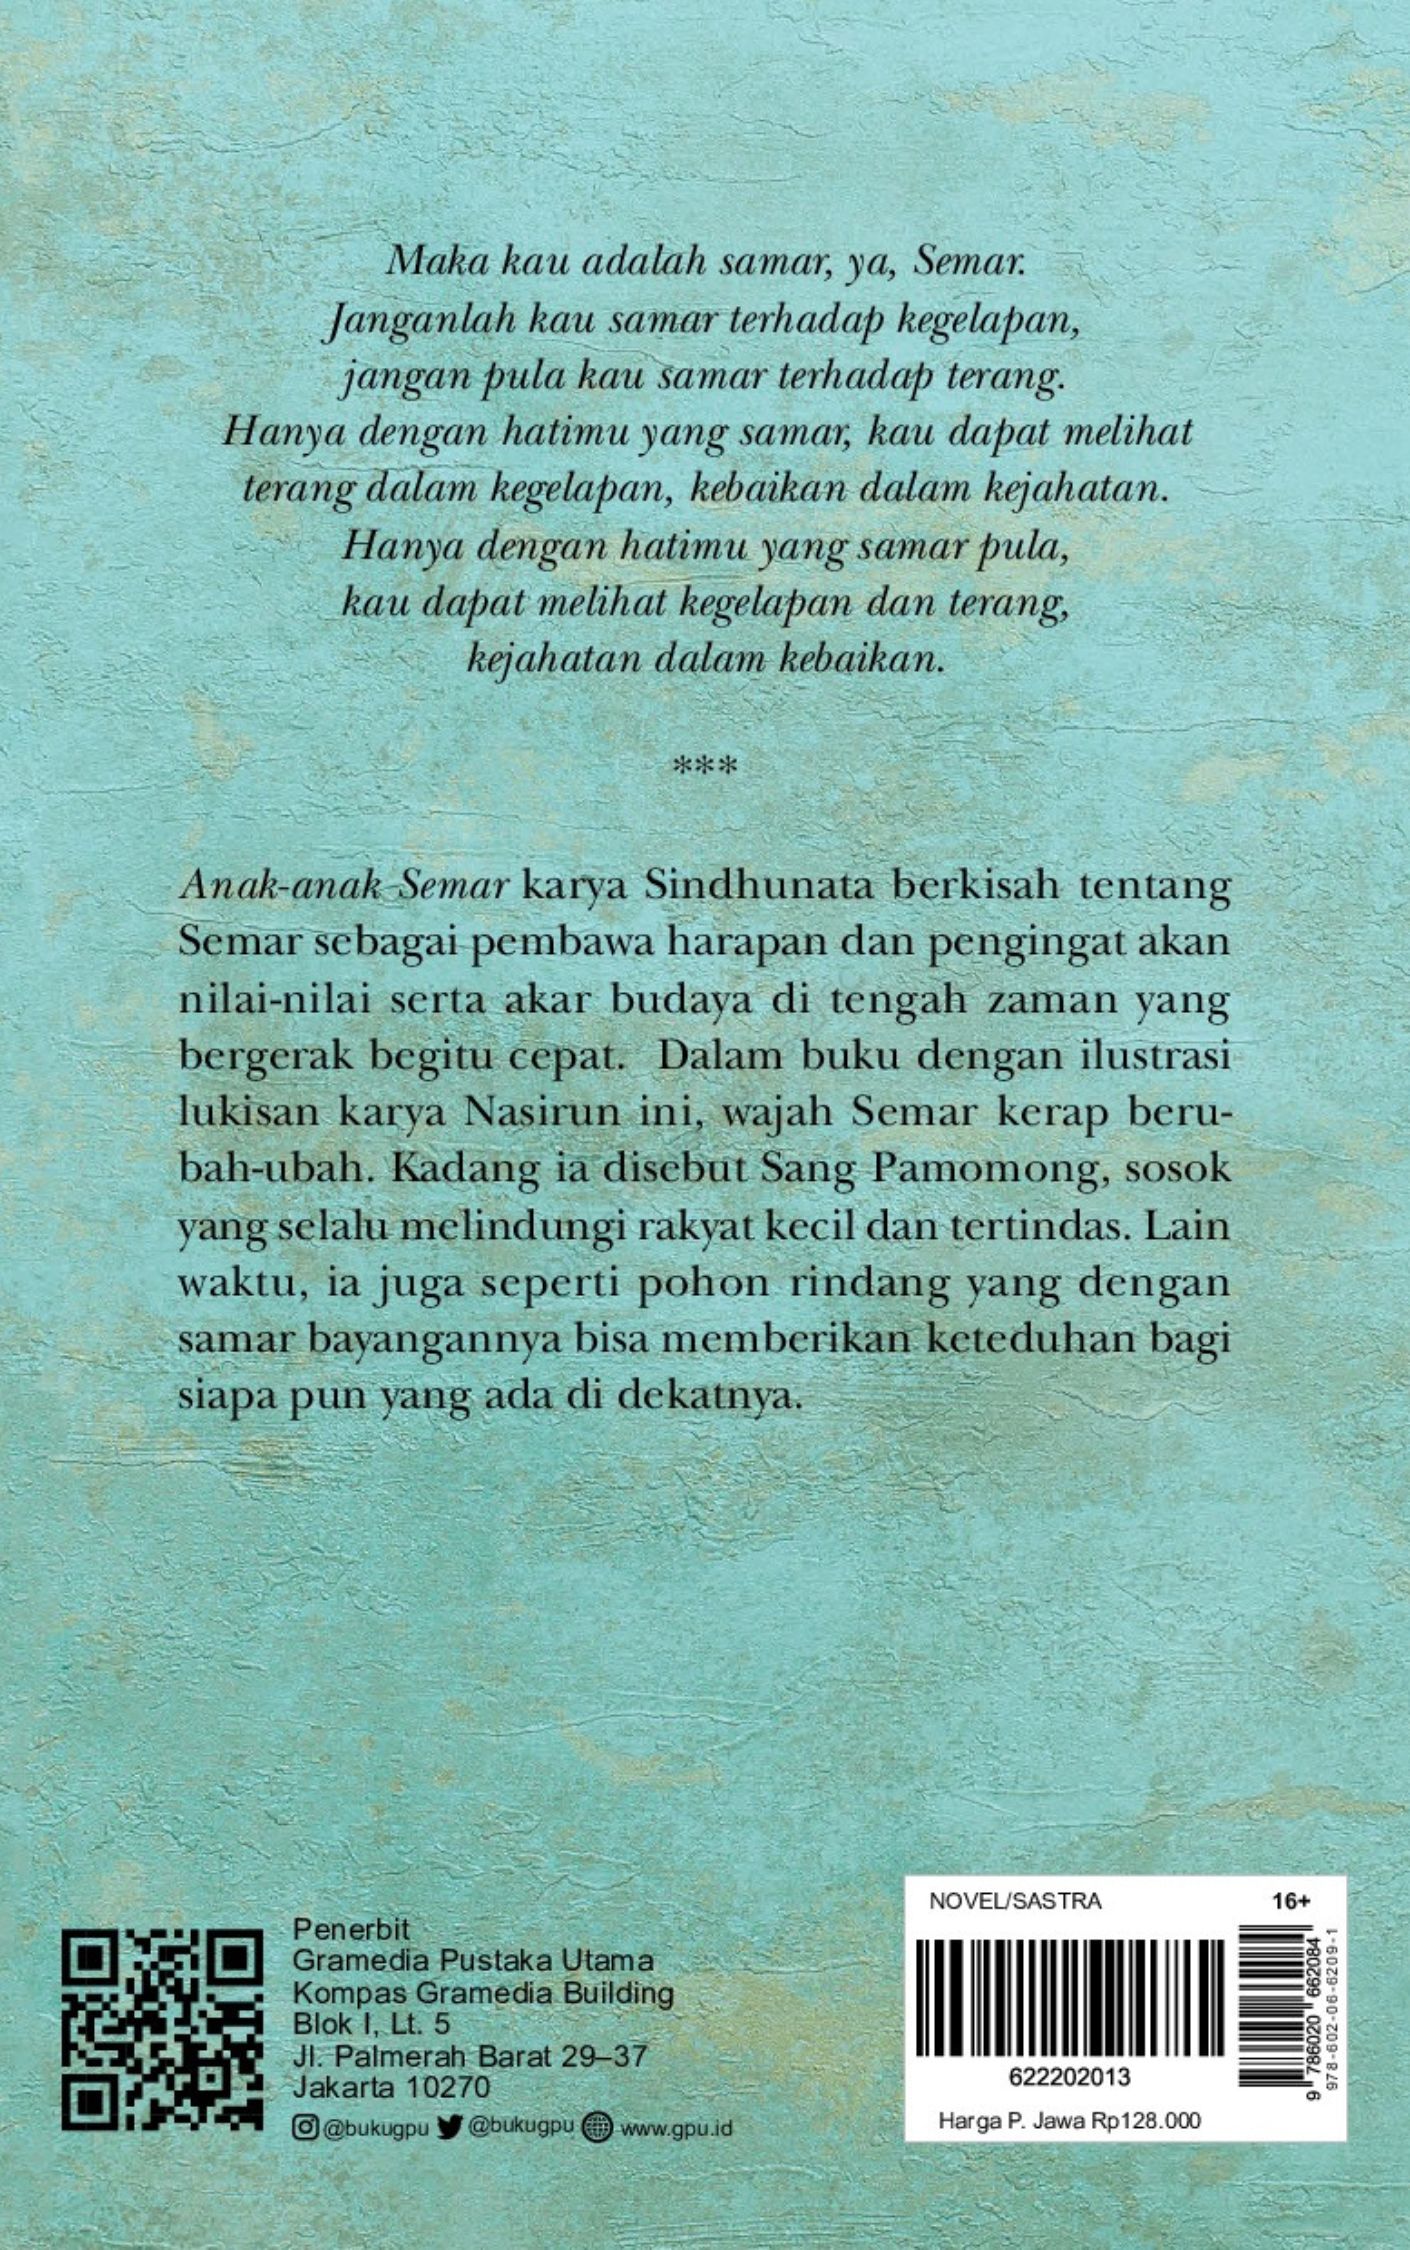 Maka kau adalah samar, ya, Semar.
Janganlah kau samar terhadap kegelapan,
jangan pula kau samar terhadap terang.
Hanya dengan hatimu yang samar, kau dapat melihat
terang dalam kegelapan, kebaikan dalam kejahatan.
Hanya dengan hatimu yang samar pula,
kau dapat melihat kegelapan dan terang,
kejahatan dalam kebaikan.
***
Anak-anak Semar karya Sindhunata berkisah tentang
Semar sebagai pembawa harapan dan pengingat akan
nilai-nilai serta akar budaya di tengah zaman yang
bergerak begitu cepat.  Dalam buku dengan ilustrasi
lukisan karya Nasirun ini, wajah Semar kerap beru-
bah-ubah. Kadang ia disebut Sang Pamomong, sosok
yang selalu melindungi rakyat kecil dan tertindas. Lain
waktu, ia juga seperti pohon rindang yang dengan
samar bayangannya bisa memberikan keteduhan bagi
siapa pun yang ada di dekatnya.
Penerbit
Gramedia Pustaka Utama
Kompas Gramedia Building
Blok I, Lt. 5
Jl. Palmerah Barat 29–37
Jakarta 10270
@bukugpu @bukugpu www.gpu.id
NOVEL/SASTRA 16+
622202013
Harga P. Jawa Rp128.000
9 786020 662084
978-602-06-6209-1